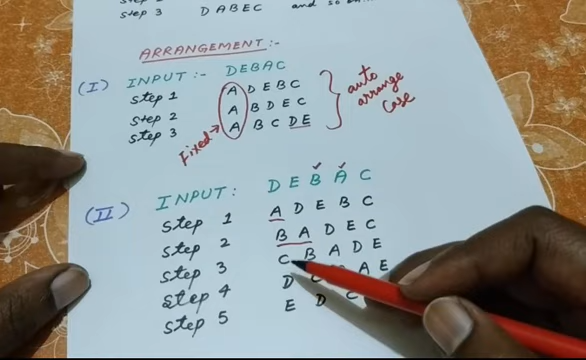 step 3 D A B E C and so on
ARRANGEMENT :-
(I) INPUT :- D E B A C
step 1 A D E B C
step 2 A B D E C
step 3 A B C D E
Fixed
auto
arrange
case
(II) INPUT : D E B A C
step 1 A D E B C
step 2 B A D E C
step 3 C B A D E
step 4 D C A E
step 5 E D C